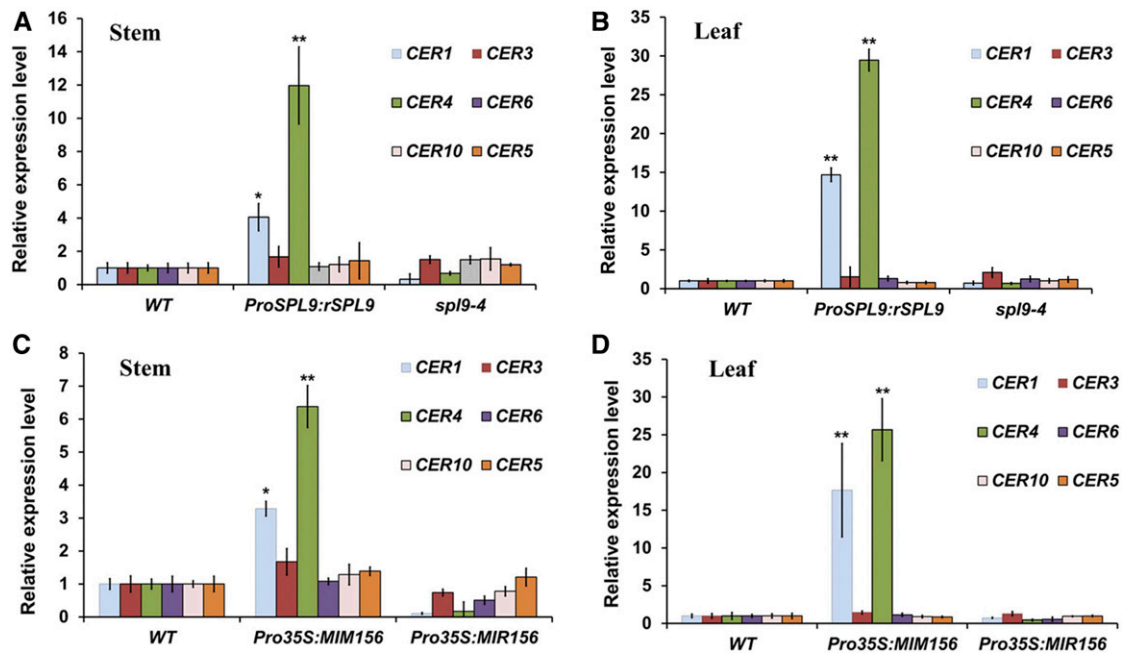 A
Stem
Relative expression level
16
14
12
10
8
6
4
2
0
CER1 CER3
CER4 CER6
CER10 CER5
*
**
WT ProSPL9:rSPL9 spl9-4
B
Leaf
Relative expression level
35
30
25
20
15
10
5
0
CER1 CER3
CER4 CER6
CER10 CER5
**
**
WT ProSPL9:rSPL9 spl9-4
C
Stem
Relative expression level
8
7
6
5
4
3
2
1
0
CER1 CER3
CER4 CER6
CER10 CER5
*
**
WT Pro35S:MIM156 Pro35S:MIR156
D
Leaf
Relative expression level
35
30
25
20
15
10
5
0
CER1 CER3
CER4 CER6
CER10 CER5
**
**
WT Pro35S:MIM156 Pro35S:MIR156